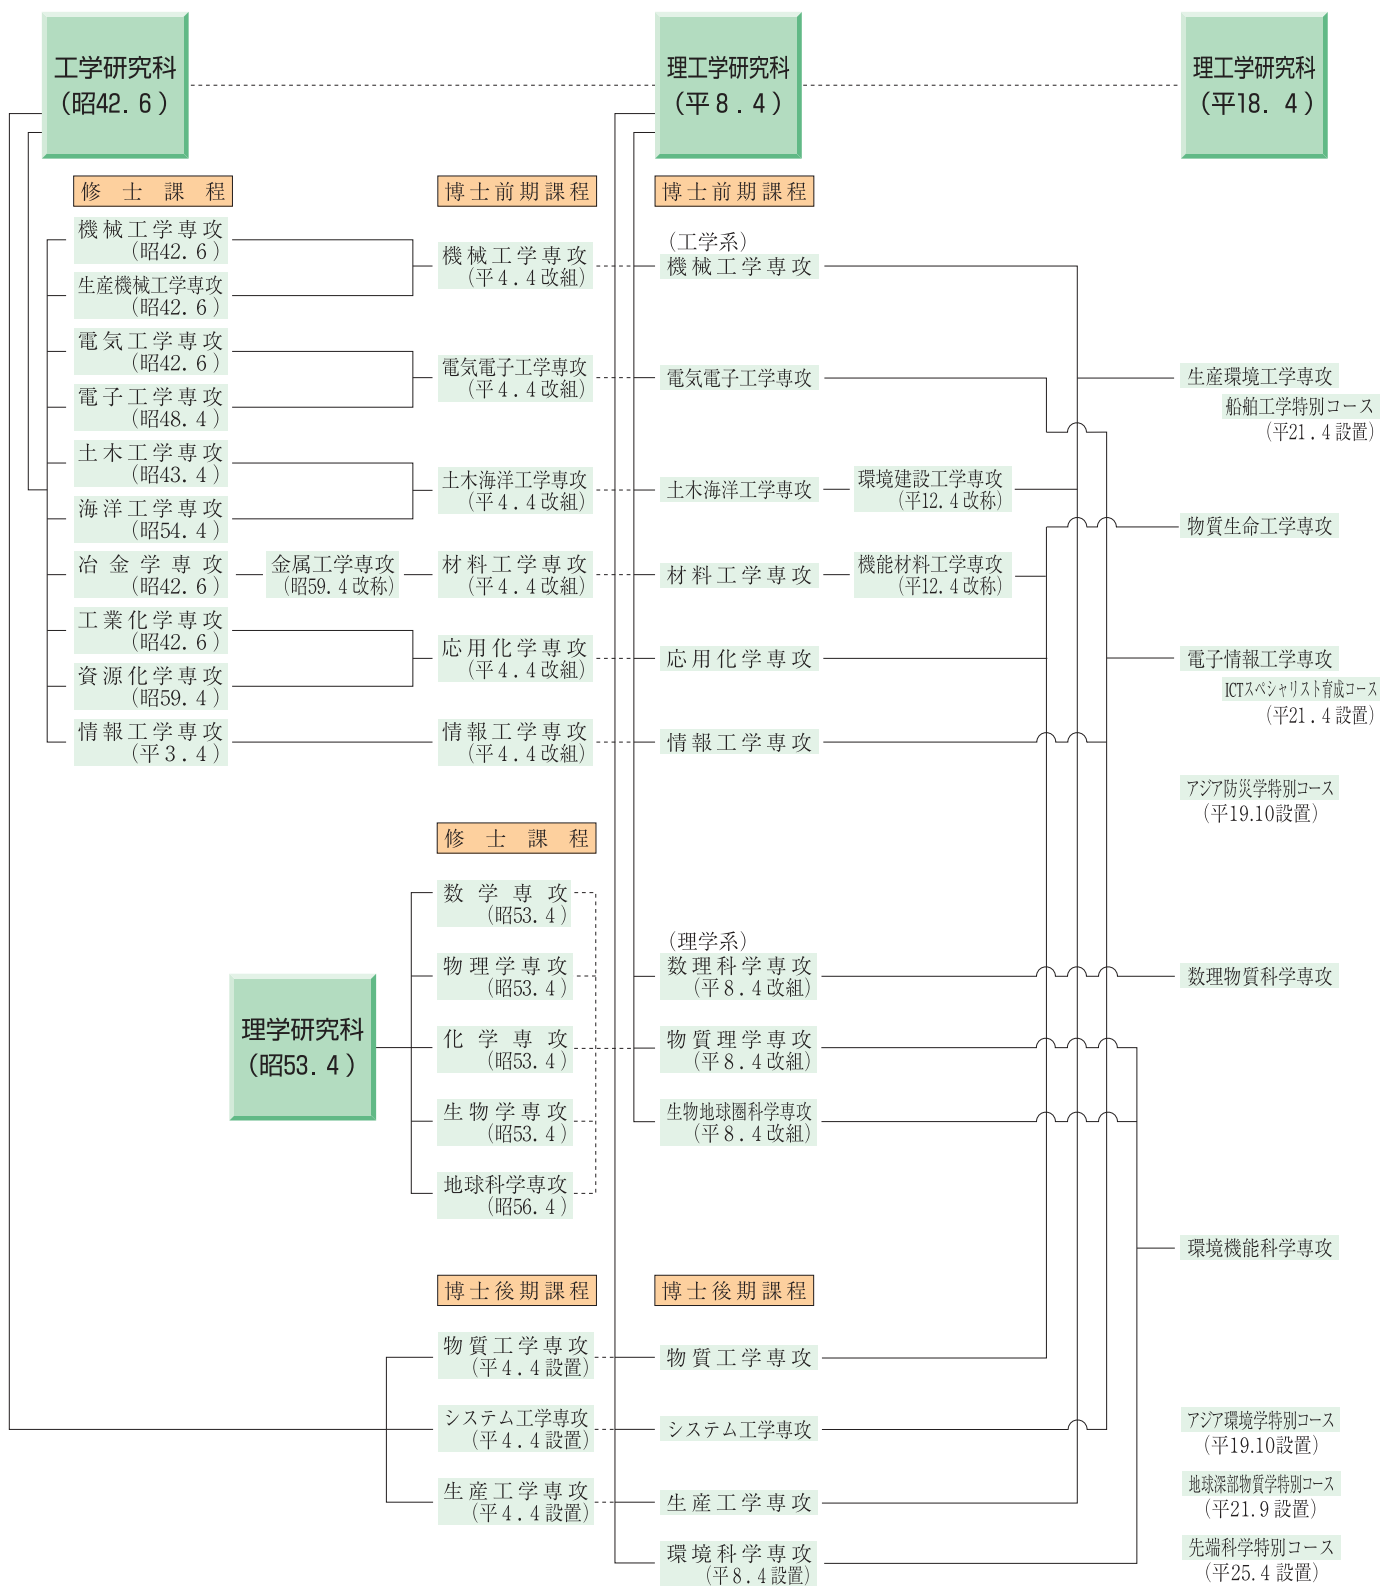 工学研究科
（昭42．6）
理工学研究科
（平8．4）
理工学研究科
（平18．4）
修士課程
博士前期課程
博士前期課程
機械工学専攻
（昭42．6）
生産機械工学専攻
（昭42．6）
電気工学専攻
（昭42．6）
電子工学専攻
（昭48．4）
土木工学専攻
（昭43．4）
海洋工学専攻
（昭54．4）
冶金学専攻
（昭42．6）
金属工学専攻
（昭59．4改称）
工業化学専攻
（昭42．6）
資源化学専攻
（昭59．4）
情報工学専攻
（平3．4）
機械工学専攻
（平4．4改組）
電気電子工学専攻
（平4．4改組）
土木海洋工学専攻
（平4．4改組）
材料工学専攻
（平4．4改組）
応用化学専攻
（平4．4改組）
情報工学専攻
（平4．4改組）
（工学系）
機械工学専攻
電気電子工学専攻
土木海洋工学専攻
環境建設工学専攻
（平12．4改称）
材料工学専攻
機能材料工学専攻
（平12．4改称）
応用化学専攻
情報工学専攻
生産環境工学専攻
船舶工学特別コース
（平21．4設置）
物質生命工学専攻
電子情報工学専攻
ICTスペシャリスト育成コース
（平21．4設置）
アジア防災学特別コース
（平19.10設置）
修士課程
理学研究科
（昭53．4）
数学専攻
（昭53．4）
物理学専攻
（昭53．4）
化学専攻
（昭53．4）
生物学専攻
（昭53．4）
地球科学専攻
（昭56．4）
（理学系）
数理科学専攻
（平8．4改組）
物質理学専攻
（平8．4改組）
生物地球圏科学専攻
（平8．4改組）
数理物質科学専攻
環境機能科学専攻
博士後期課程
博士後期課程
物質工学専攻
（平4．4設置）
システム工学専攻
（平4．4設置）
生産工学専攻
（平4．4設置）
物質工学専攻
システム工学専攻
生産工学専攻
環境科学専攻
（平8．4設置）
アジア環境学特別コース
（平19.10設置）
地球深部物質学特別コース
（平21.9設置）
先端科学特別コース
（平25.4設置）